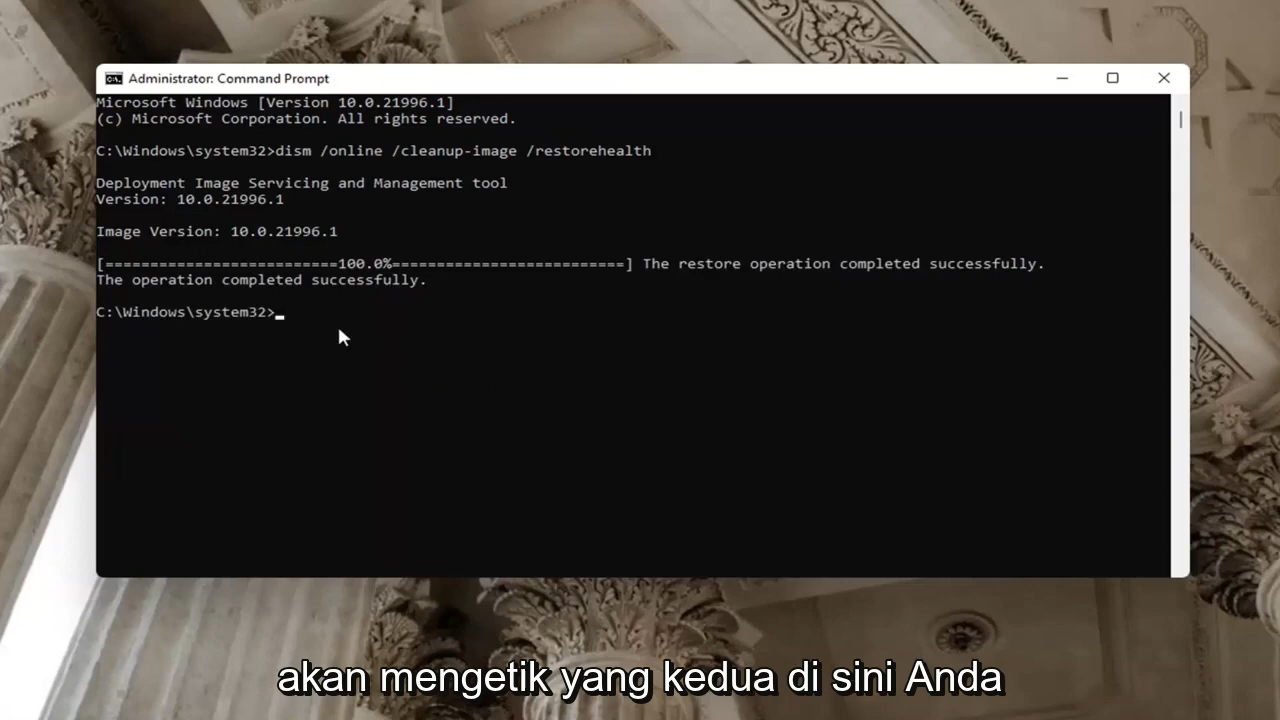 Administrator: Command Prompt
Microsoft Windows [Version 10.0.21996.1]
(c) Microsoft Corporation. All rights reserved.
C:\Windows\system32>dism /online /cleanup-image /restorehealth
Deployment Image Servicing and Management tool
Version: 10.0.21996.1
Image Version: 10.0.21996.1
[==========================100.0%==========================] The restore operation completed successfully.
The operation completed successfully.
C:\Windows\system32>_
akan mengetik yang kedua di sini Anda